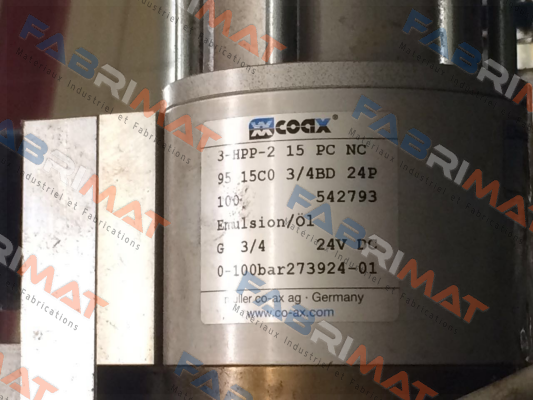 coax®
3-HPP-2 15 PC NC
95 15C0 3/4BD 24P
100 542793
Emulsion/Öl
G 3/4 24V DC
0-100bar273924-01
müller co-ax ag · Germany
www.co-ax.com
FABRIMAT
Materiaux Industriel et Fabrications